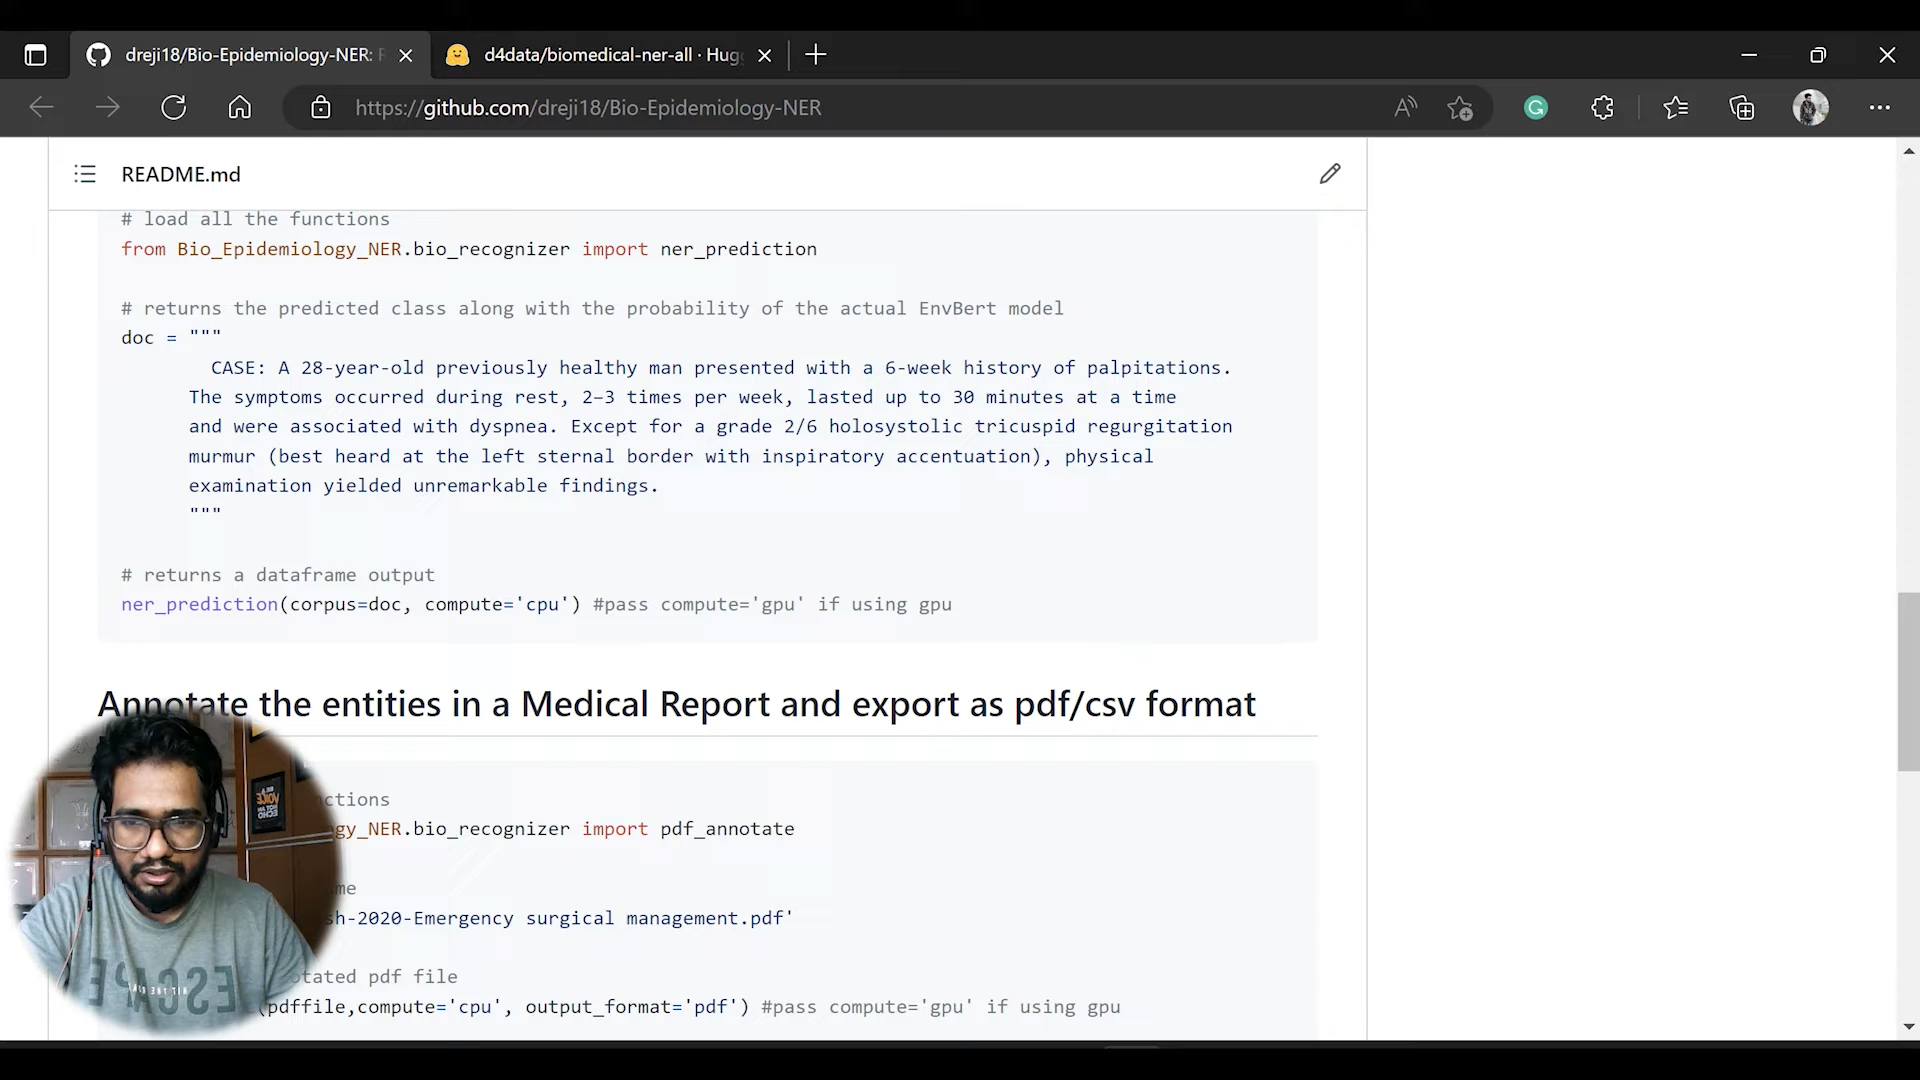 dreji18/Bio-Epidemiology-NER: R
d4data/biomedical-ner-all · Hugg
https://github.com/dreji18/Bio-Epidemiology-NER
README.md
# load all the functions
from Bio_Epidemiology_NER.bio_recognizer import ner_prediction
# returns the predicted class along with the probability of the actual EnvBert model
doc = """
CASE: A 28-year-old previously healthy man presented with a 6-week history of palpitations.
The symptoms occurred during rest, 2–3 times per week, lasted up to 30 minutes at a time
and were associated with dyspnea. Except for a grade 2/6 holosystolic tricuspid regurgitation
murmur (best heard at the left sternal border with inspiratory accentuation), physical
examination yielded unremarkable findings.
"""
# returns a dataframe output
ner_prediction(corpus=doc, compute='cpu') #pass compute='gpu' if using gpu
Annotate the entities in a Medical Report and export as pdf/csv format
ctions
gy_NER.bio_recognizer import pdf_annotate
me
sh-2020-Emergency surgical management.pdf'
otated pdf file
(pdffile,compute='cpu', output_format='pdf') #pass compute='gpu' if using gpu
ESCAPE